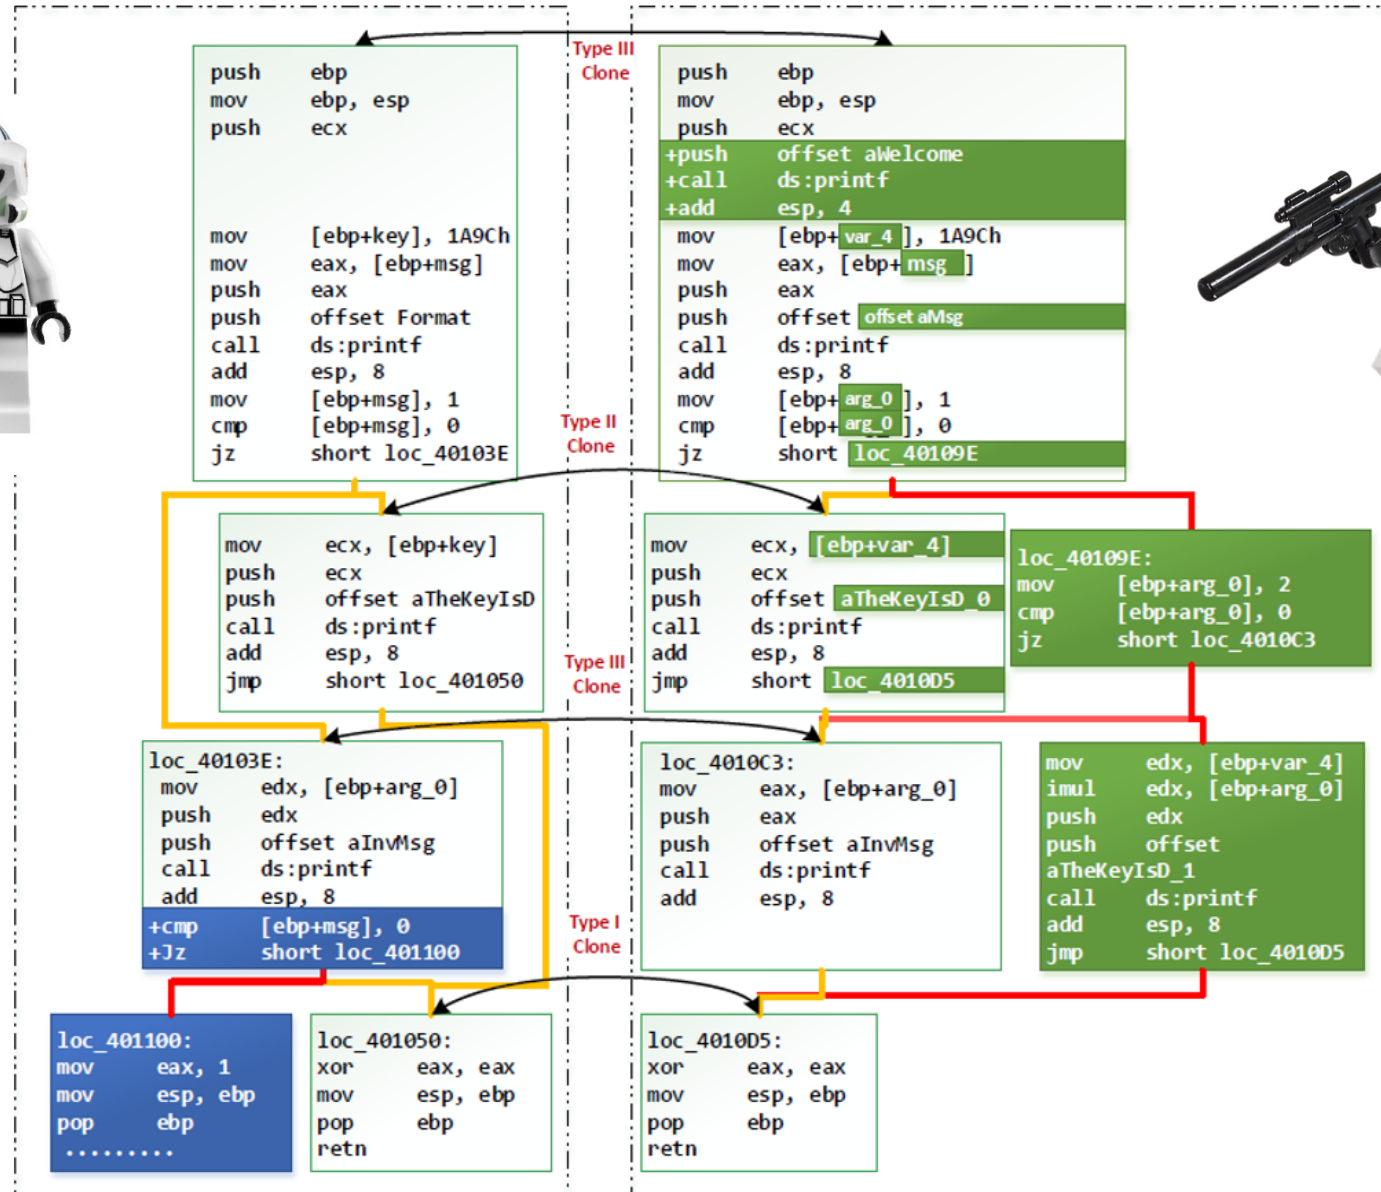 Type III
Clone
push ebp
mov ebp, esp
push ecx
mov [ebp+key], 1A9Ch
mov eax, [ebp+msg]
push eax
push offset Format
call ds:printf
add esp, 8
mov [ebp+msg], 1
cmp [ebp+msg], 0
jz short loc_40103E
push ebp
mov ebp, esp
push ecx
+push offset aWelcome
+call ds:printf
+add esp, 4
mov [ebp+var_4], 1A9Ch
mov eax, [ebp+msg]
push eax
push offset offset aMsg
call ds:printf
add esp, 8
mov [ebp+arg_0], 1
cmp [ebp+arg_0], 0
jz short loc_40109E
Type II
Clone
mov ecx, [ebp+key]
push ecx
push offset aTheKeyIsD
call ds:printf
add esp, 8
jmp short loc_401050
mov ecx, [ebp+var_4]
push ecx
push offset aTheKeyIsD_0
call ds:printf
add esp, 8
jmp short loc_4010D5
loc_40109E:
mov [ebp+arg_0], 2
cmp [ebp+arg_0], 0
jz short loc_4010C3
Type III
Clone
loc_40103E:
mov edx, [ebp+arg_0]
push edx
push offset aInvMsg
call ds:printf
add esp, 8
+cmp [ebp+msg], 0
+Jz short loc_401100
loc_4010C3:
mov eax, [ebp+arg_0]
push eax
push offset aInvMsg
call ds:printf
add esp, 8
mov edx, [ebp+var_4]
imul edx, [ebp+arg_0]
push edx
push offset
aTheKeyIsD_1
call ds:printf
add esp, 8
jmp short loc_4010D5
Type I
Clone
loc_401100:
mov eax, 1
mov esp, ebp
pop ebp
.........
loc_401050:
xor eax, eax
mov esp, ebp
pop ebp
retn
loc_4010D5:
xor eax, eax
mov esp, ebp
pop ebp
retn